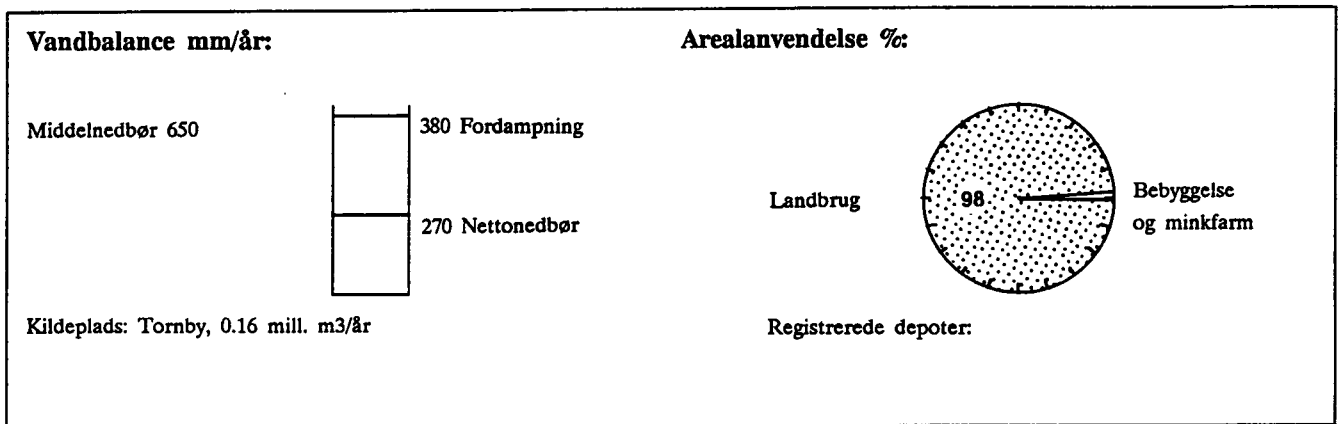 Vandbalance mm/år:
Middelnedbør 650
380 Fordampning
270 Nettonedbør
Kildeplads: Tornby, 0.16 mill. m3/år
Arealanvendelse %:
Landbrug
98
Bebyggelse
og minkfarm
Registrerede depoter: